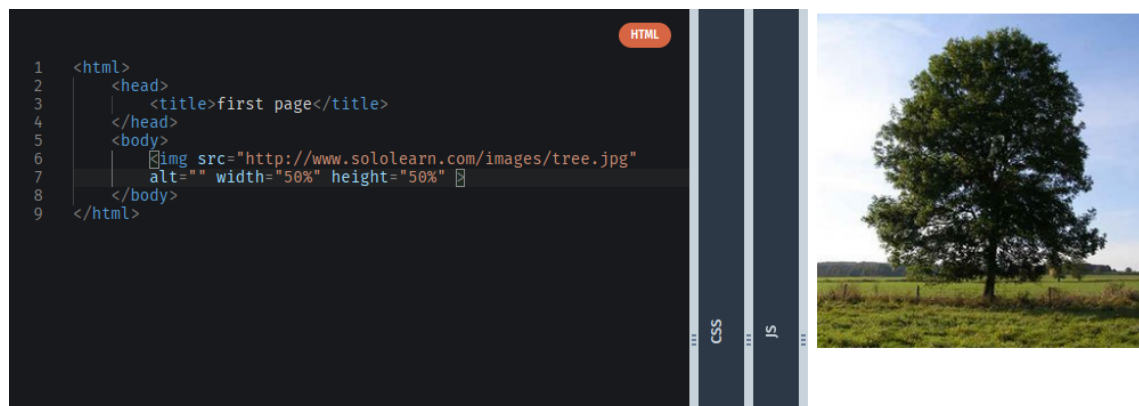 HTML
1 <html>
2 <head>
3 <title>first page</title>
4 </head>
5 <body>
6 <img src="http://www.sololearn.com/images/tree.jpg"
7 alt="" width="50%" height="50%" >
8 </body>
9 </html>
CSS
JS